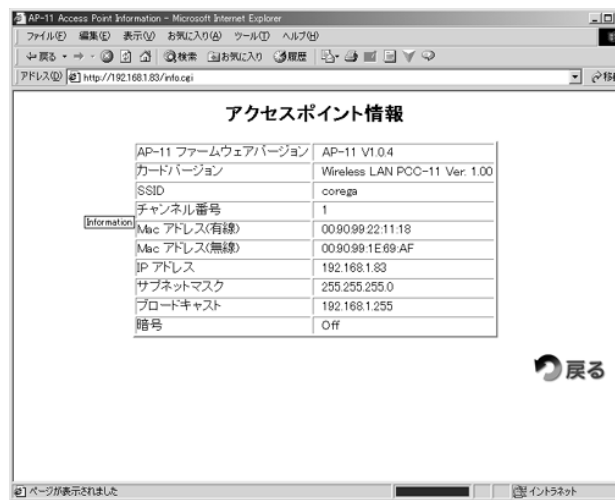 AP-11 Access Point Information - Microsoft Internet Explorer
ファイル(F) 編集(E) 表示(V) お気に入り(A) ツール(T) ヘルプ(H)
戻る 検索 お気に入り 履歴
アドレス(D) http://192.168.1.83/info.cgi 移動
アクセスポイント情報
AP-11 ファームウェアバージョン AP-11 V1.0.4
カードバージョン Wireless LAN PCC-11 Ver. 1.00
SSID corega
チャンネル番号 1
Information
Mac アドレス(有線) 00:90:99:22:11:18
Mac アドレス(無線) 00:90:99:1E:69:AF
IP アドレス 192.168.1.83
サブネットマスク 255.255.255.0
ブロードキャスト 192.168.1.255
暗号 Off
戻る
ページが表示されました イントラネット